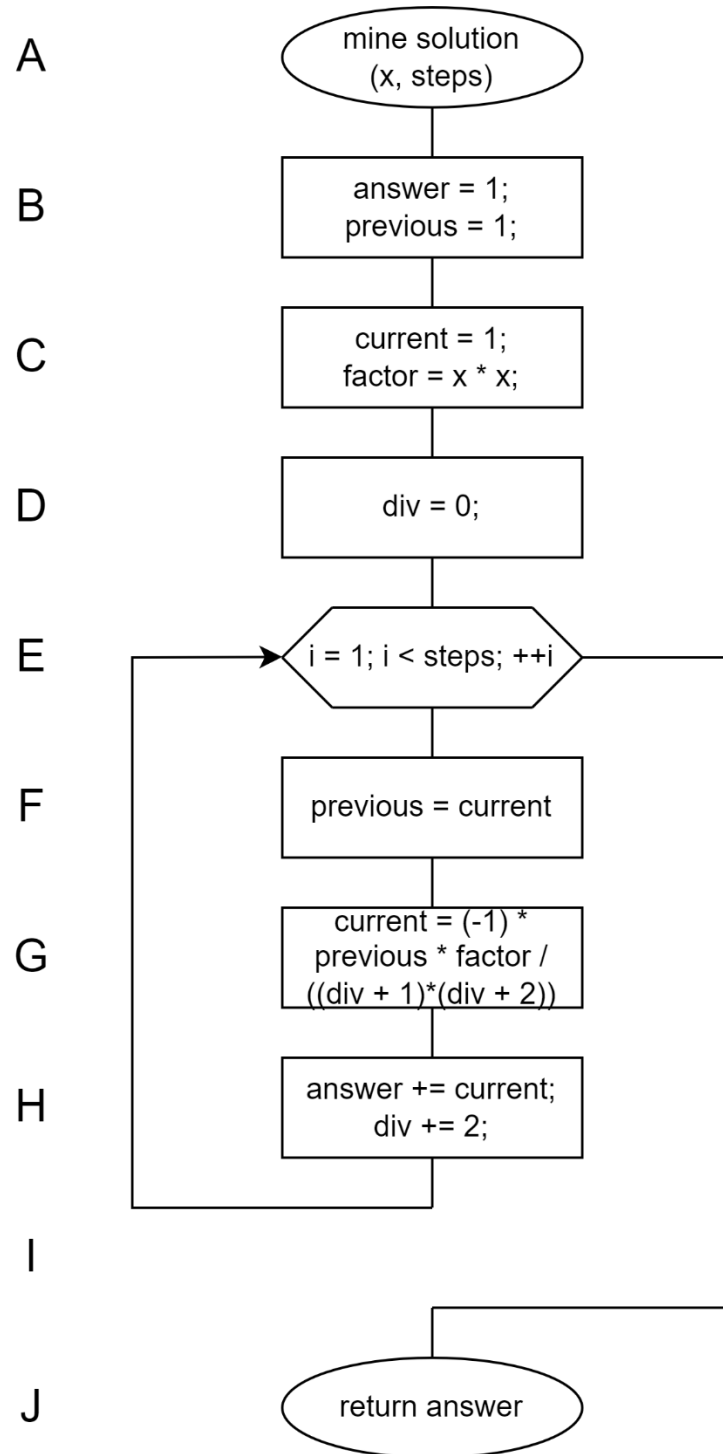 A
mine solution
(x, steps)
B
answer = 1;
previous = 1;
C
current = 1;
factor = x * x;
D
div = 0;
E
i = 1; i < steps; ++i
F
previous = current
G
current = (-1) *
previous * factor /
((div + 1)*(div + 2))
H
answer += current;
div += 2;
I
J
return answer